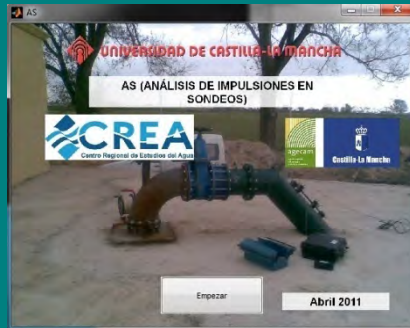 AS
UNIVERSIDAD DE CASTILLA-LA MANCHA
AS (ANÁLISIS DE IMPULSIONES EN
SONDEOS)
CREA
Centro Regional de Estudios del Agua
agecam
Castilla-La Mancha
Empezar
Abril 2011